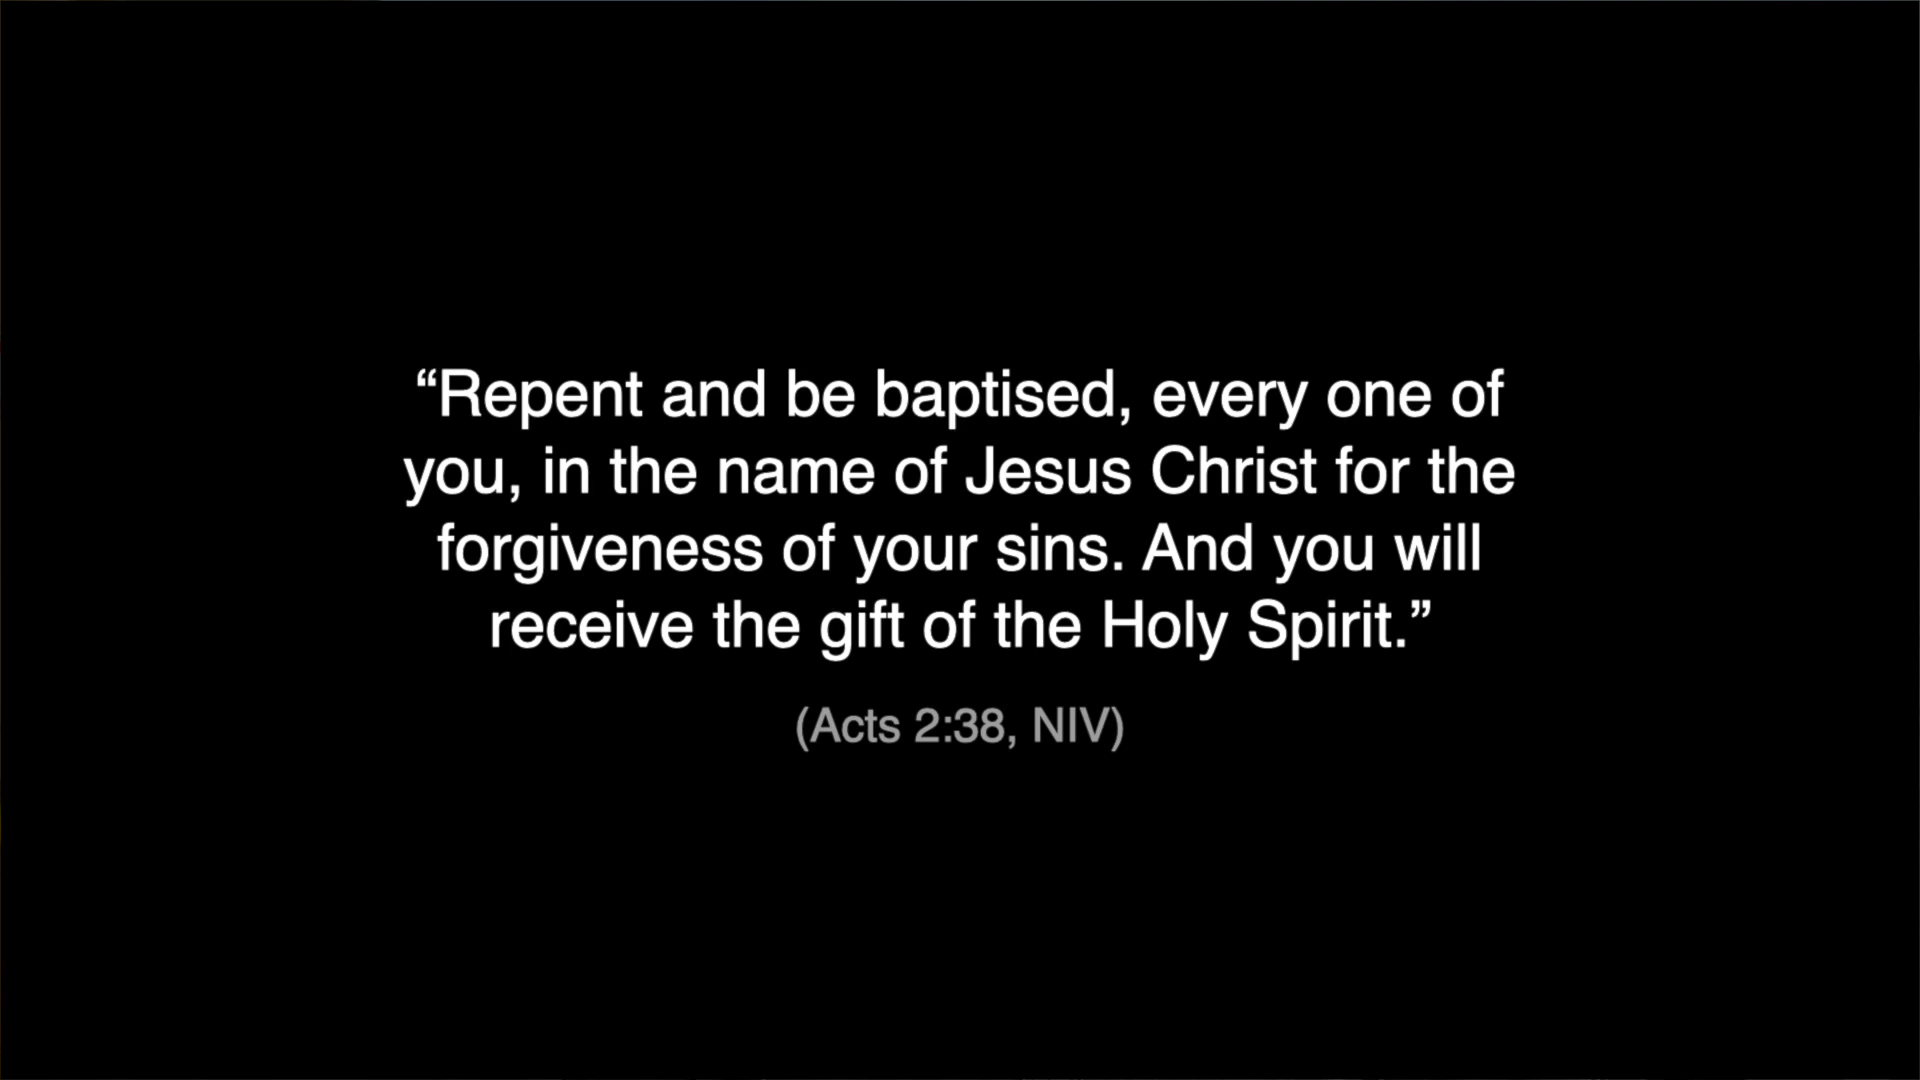 “Repent and be baptised, every one of
you, in the name of Jesus Christ for the
forgiveness of your sins. And you will
receive the gift of the Holy Spirit.”
(Acts 2:38, NIV)